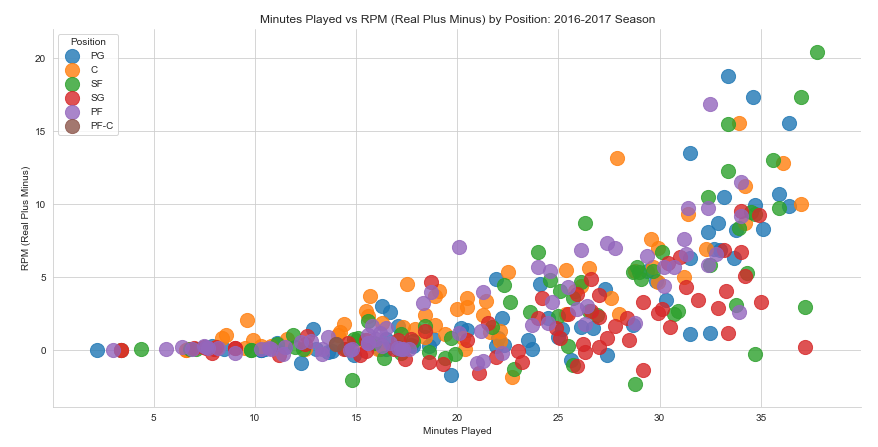 Minutes Played vs RPM (Real Plus Minus) by Position: 2016-2017 Season
Position
PG
C
SF
SG
PF
PF-C
RPM (Real Plus Minus)
20
15
10
5
0
5
10
15
20
25
30
35
Minutes Played